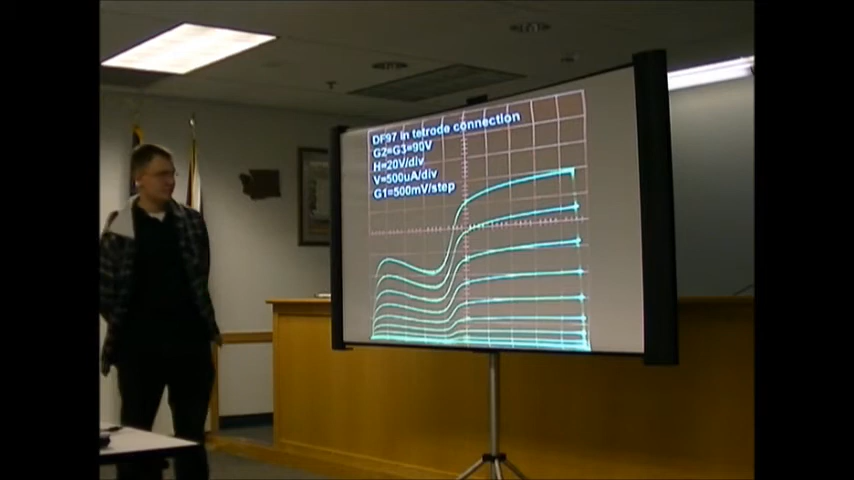 DF97 in tetrode connection
G2=G3=90V
H=20V/div
V=500uA/div
G1=500mV/step